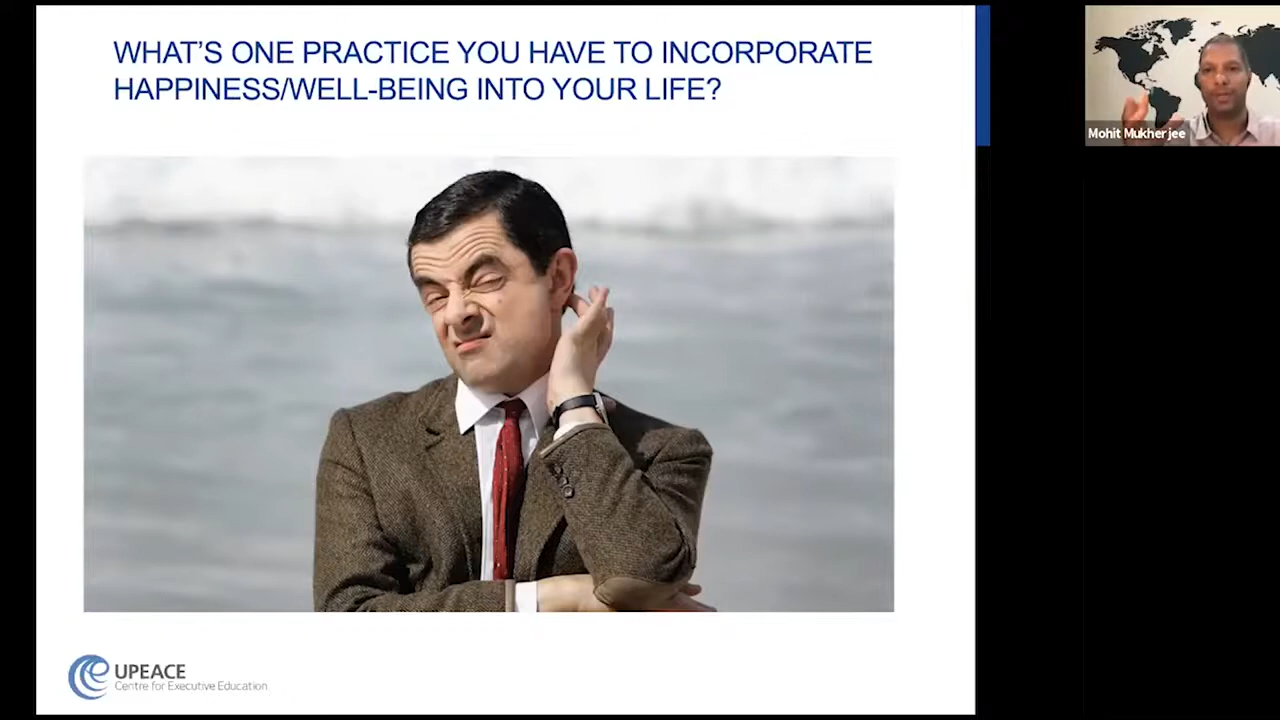 WHAT'S ONE PRACTICE YOU HAVE TO INCORPORATE
HAPPINESS/WELL-BEING INTO YOUR LIFE?
Mohit Mukherjee
UPEACE
Centre for Executive Education